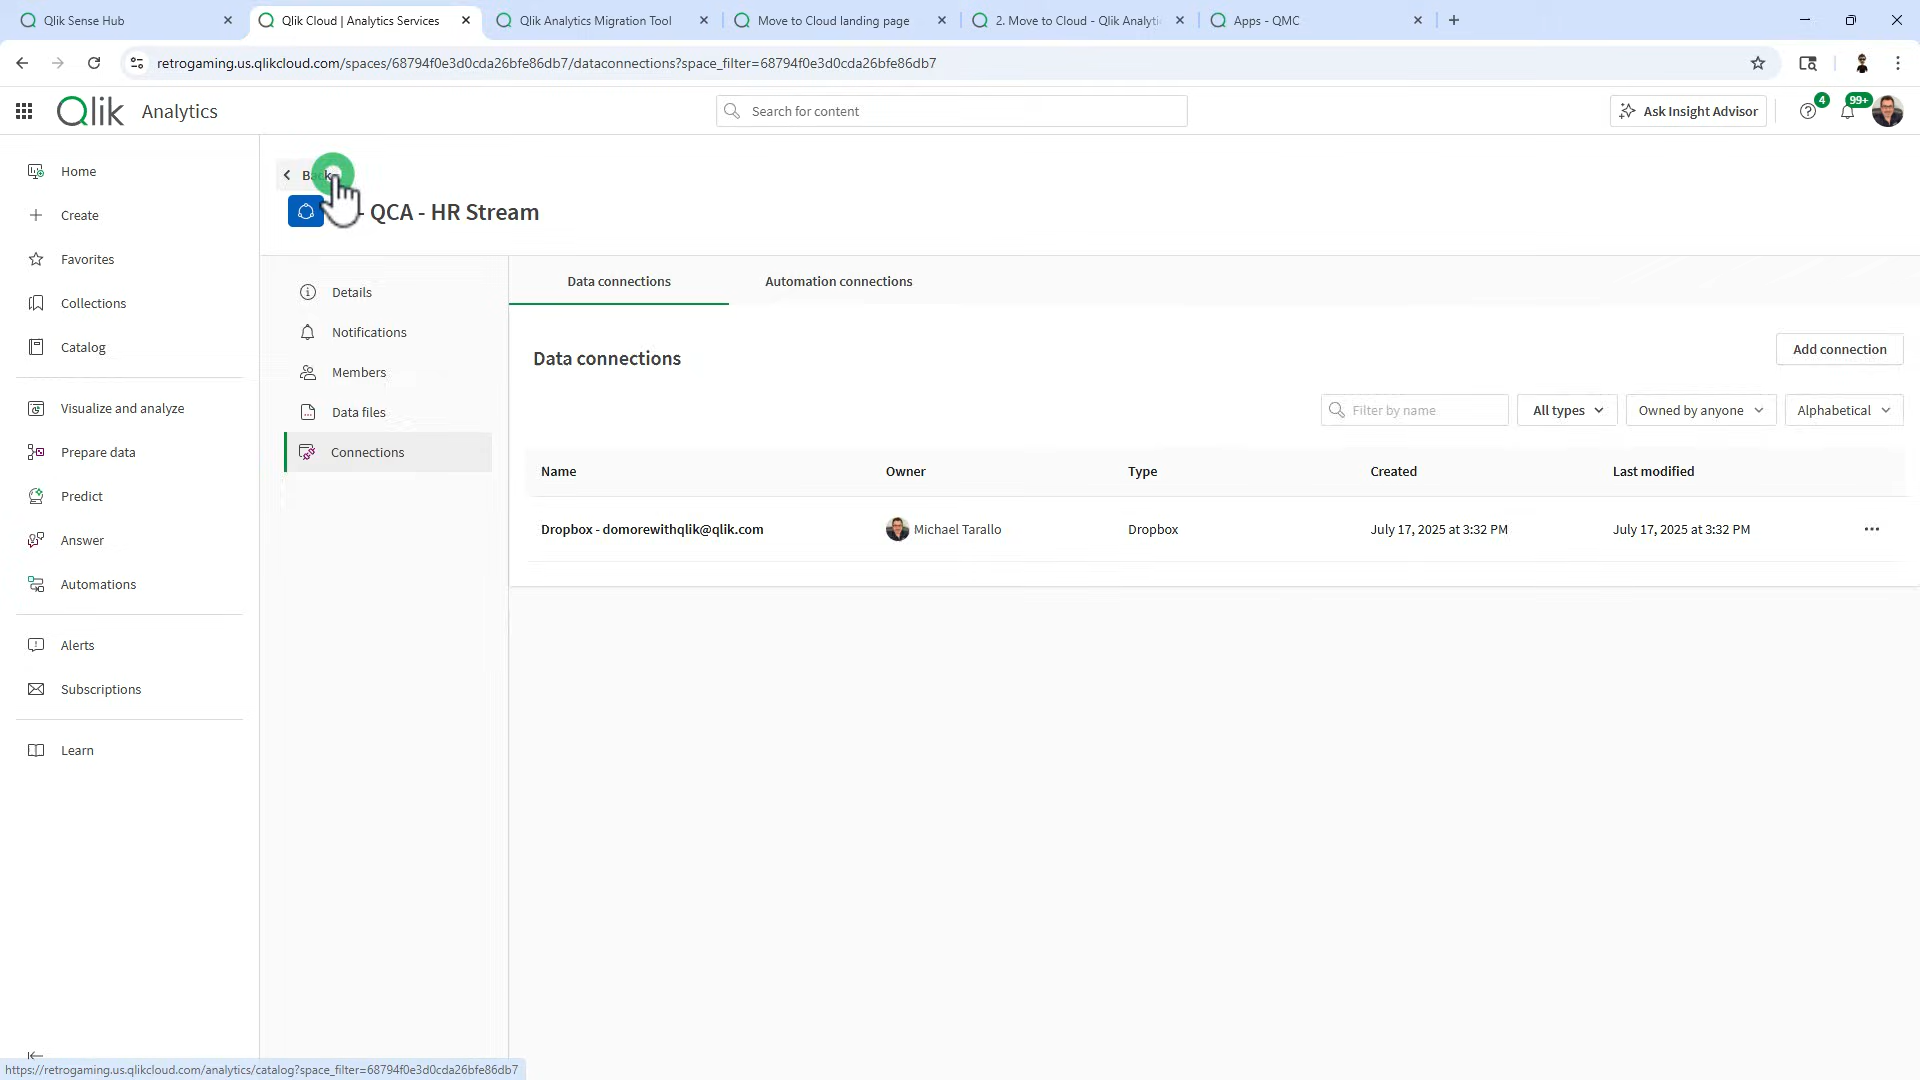 Qlik Sense Hub
Qlik Cloud | Analytics Services
Qlik Analytics Migration Tool
Move to Cloud landing page
2. Move to Cloud - Qlik Analyti
Apps - QMC
retrogaming.us.qlikcloud.com/spaces/68794f0e3d0cda26bfe86db7/dataconnections?space_filter=68794f0e3d0cda26bfe86db7
Qlik Analytics
Search for content
Ask Insight Advisor
4
99+
Home
Create
Favorites
Collections
Catalog
Visualize and analyze
Prepare data
Predict
Answer
Automations
Alerts
Subscriptions
Learn
Back
- QCA - HR Stream
Details
Notifications
Members
Data files
Connections
Data connections
Automation connections
Data connections
Add connection
Filter by name
All types
Owned by anyone
Alphabetical
Name Owner Type Created Last modified
Dropbox - domorewithqlik@qlik.com Michael Tarallo Dropbox July 17, 2025 at 3:32 PM July 17, 2025 at 3:32 PM
https://retrogaming.us.qlikcloud.com/analytics/catalog?space_filter=68794f0e3d0cda26bfe86db7